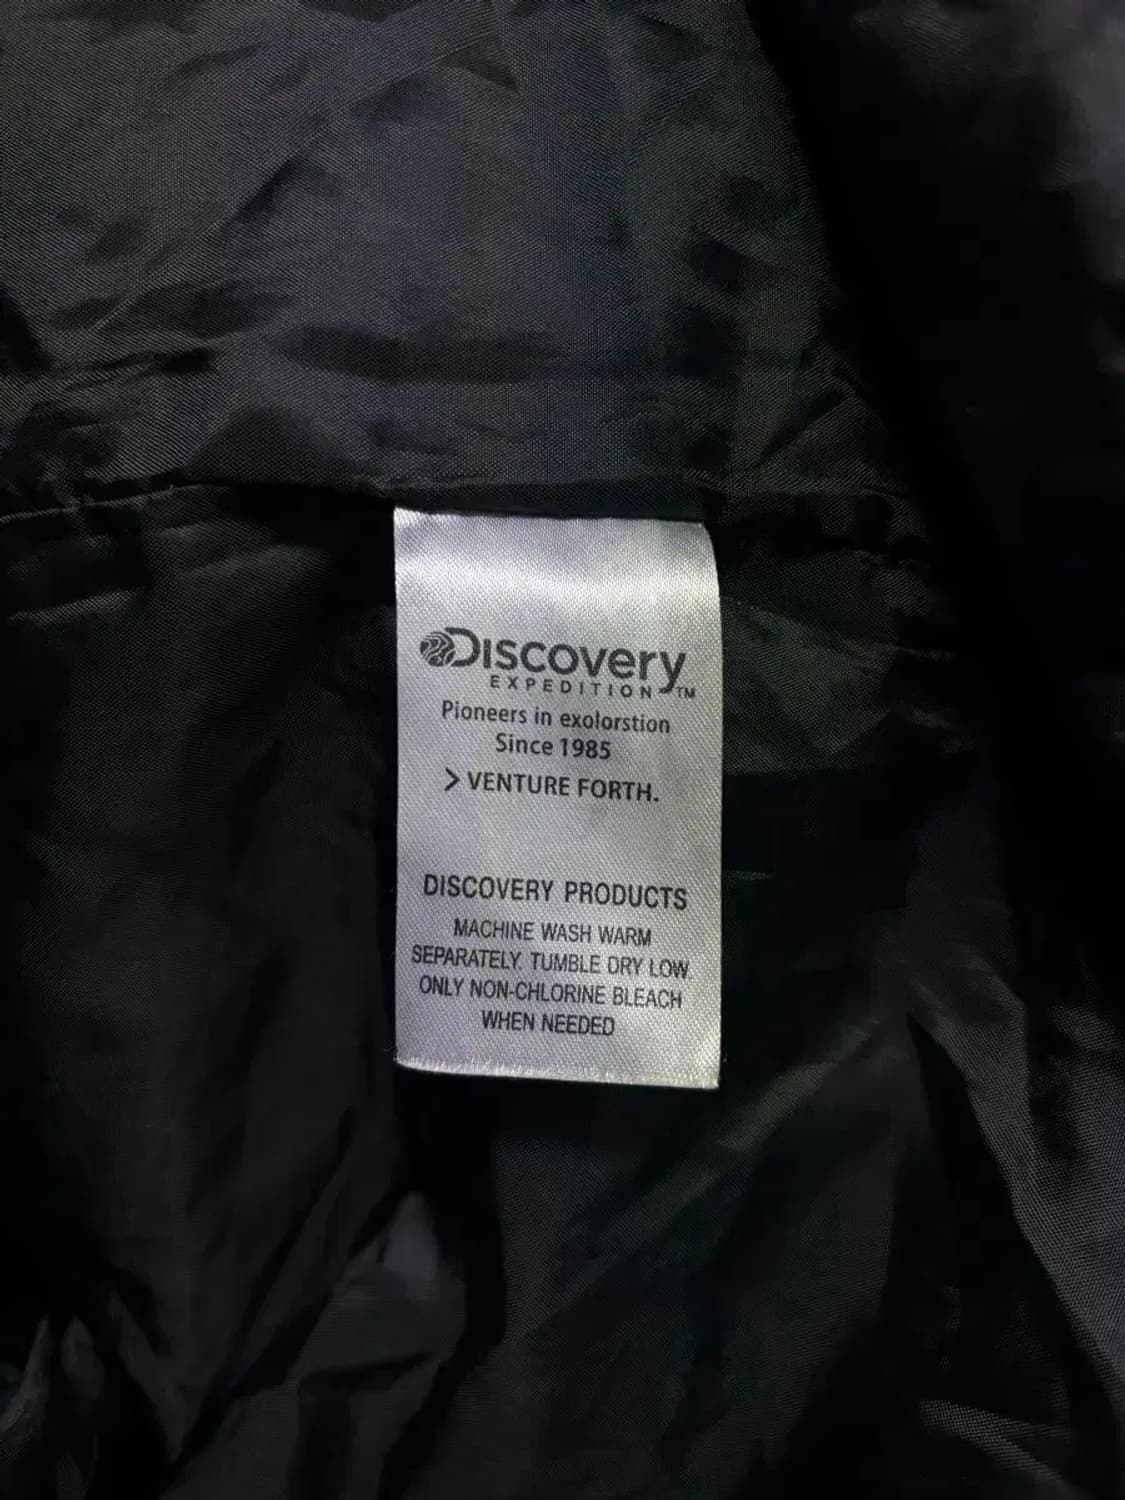 DISCOVERY
EXPEDITION™
Pioneers in exolorstion
Since 1985
> VENTURE FORTH.
DISCOVERY PRODUCTS
MACHINE WASH WARM
SEPARATELY. TUMBLE DRY LOW
ONLY NON-CHLORINE BLEACH
WHEN NEEDED